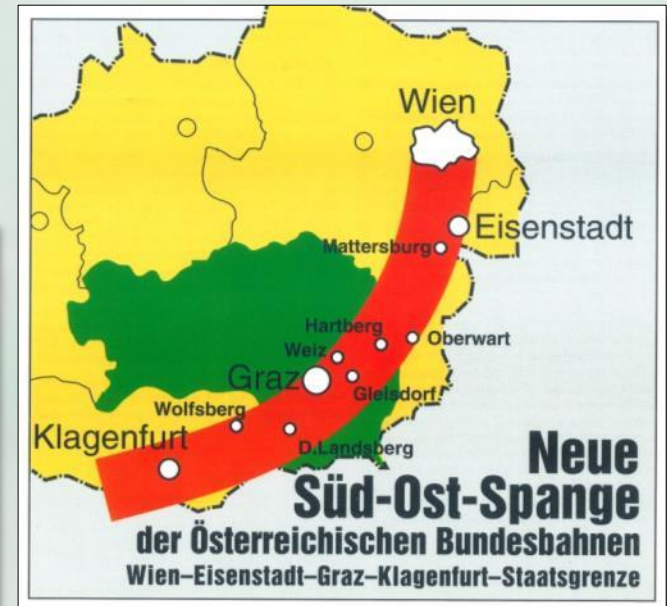 Wien
Eisenstadt
Mattersburg
Hartberg
Oberwart
Weiz
Graz
Gleisdorf
Wolfsberg
Klagenfurt
D.Landsberg
Neue
Süd-Ost-Spange
der Österreichischen Bundesbahnen
Wien–Eisenstadt–Graz–Klagenfurt–Staatsgrenze